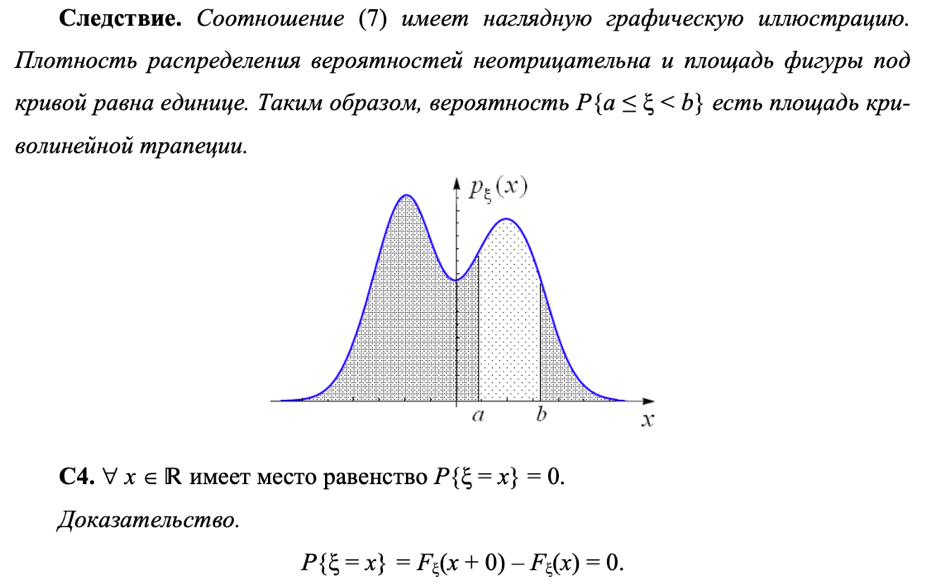 Следствие. Соотношение (7) имеет наглядную графическую иллюстрацию.
Плотность распределения вероятностей неотрицательна и площадь фигуры под
кривой равна единице. Таким образом, вероятность P{a ≤ ξ < b} есть площадь кри-
волинейной трапеции.
pξ(x)
a b x
С4. ∀ x ∈ ℝ имеет место равенство P{ξ = x} = 0.
Доказательство.
P{ξ = x} = Fξ(x + 0) – Fξ(x) = 0.